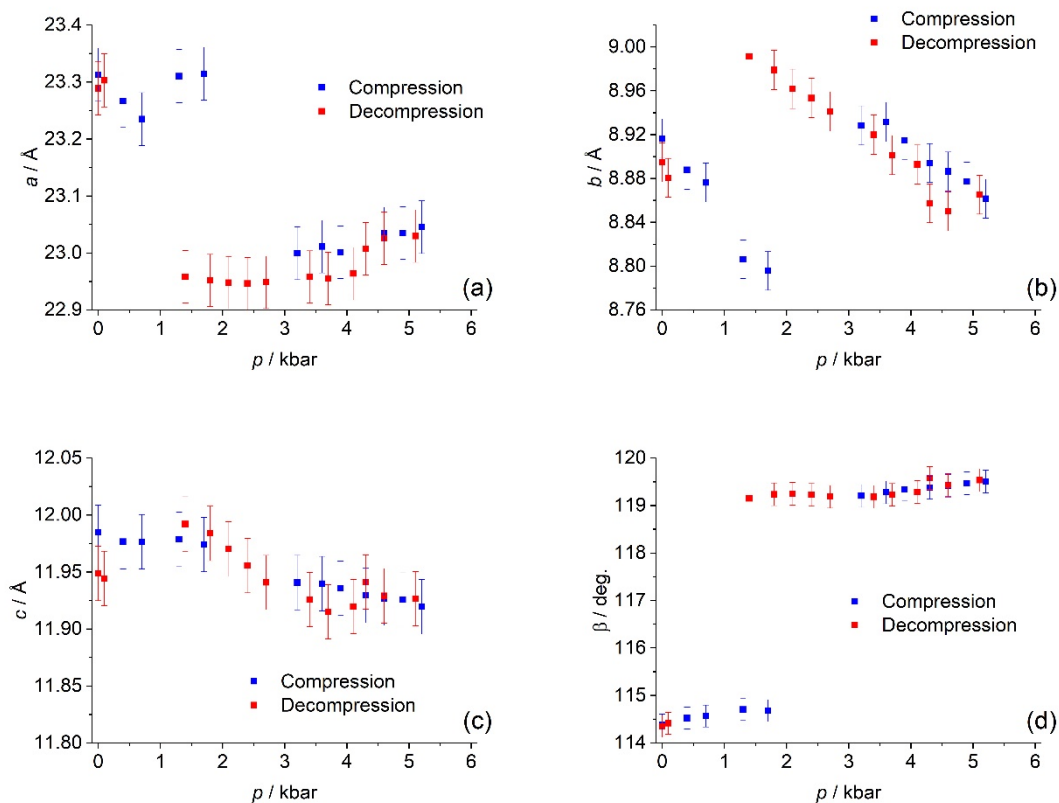 23.4
23.3
23.2
23.1
23.0
22.9
a / Å
0 1 2 3 4 5 6
p / kbar
Compression
Decompression
(a)
9.00
8.96
8.92
8.88
8.84
8.80
8.76
b / Å
0 1 2 3 4 5 6
p / kbar
Compression
Decompression
(b)
12.05
12.00
11.95
11.90
11.85
11.80
c / Å
0 1 2 3 4 5 6
p / kbar
Compression
Decompression
(c)
120
119
118
117
116
115
114
β / deg.
0 1 2 3 4 5 6
p / kbar
Compression
Decompression
(d)